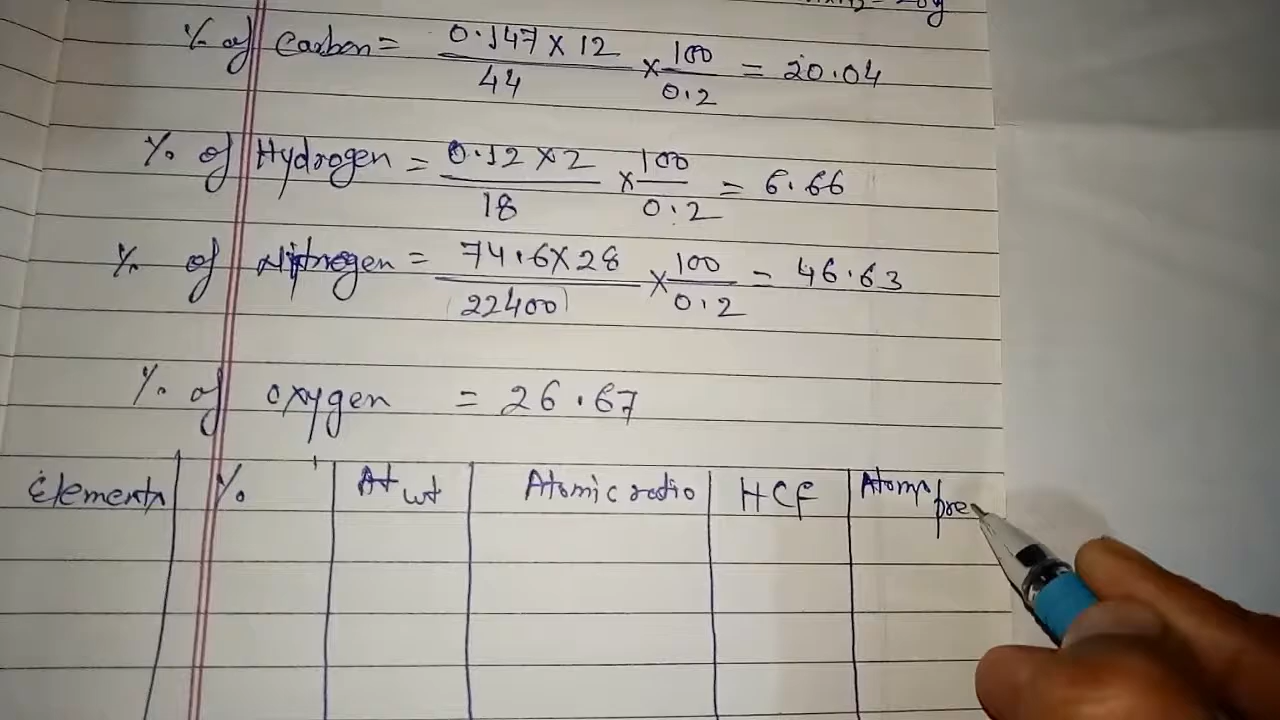 % of Carbon = 0.147 × 12 / 44 × 100 / 0.2 = 20.04
% of Hydrogen = 0.12 × 2 / 18 × 100 / 0.2 = 6.66
% of Nitrogen = 74.6 × 28 / 22400 × 100 / 0.2 = 46.63
% of oxygen = 26.67
Elements % At wt Atomic ratio HCF Atoms pre